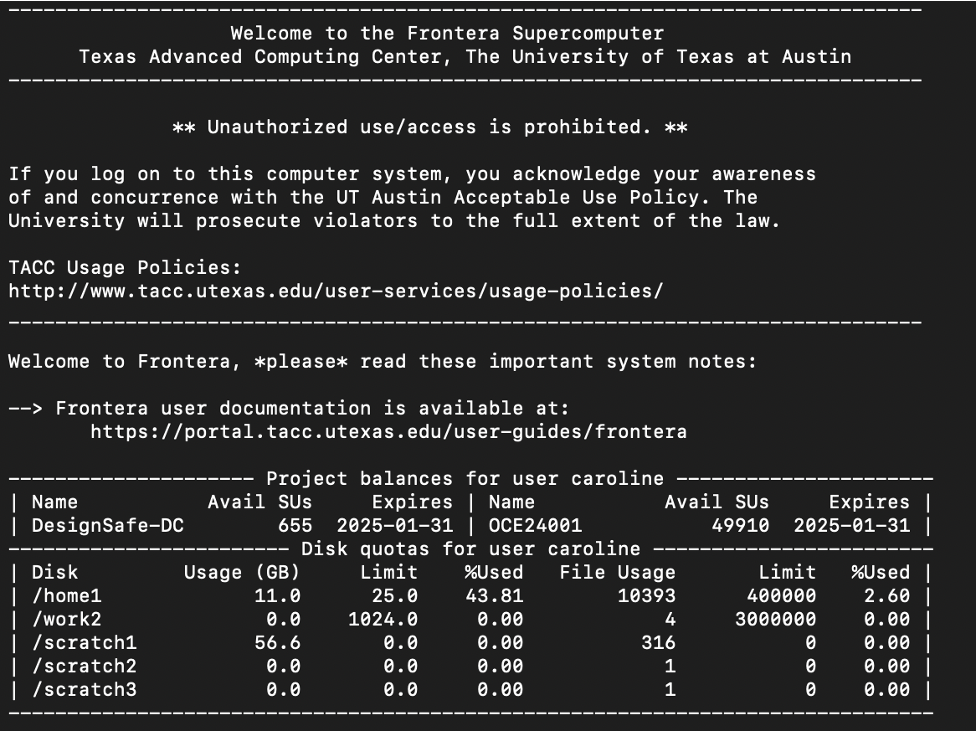 ------------------------------------------------------------------------------
Welcome to the Frontera Supercomputer
Texas Advanced Computing Center, The University of Texas at Austin
------------------------------------------------------------------------------
** Unauthorized use/access is prohibited. **
If you log on to this computer system, you acknowledge your awareness
of and concurrence with the UT Austin Acceptable Use Policy. The
University will prosecute violators to the full extent of the law.
TACC Usage Policies:
http://www.tacc.utexas.edu/user-services/usage-policies/
______________________________________________________________________________
Welcome to Frontera, *please* read these important system notes:
--> Frontera user documentation is available at:
https://portal.tacc.utexas.edu/user-guides/frontera
--------------------- Project balances for user caroline ----------------------
| Name           Avail SUs     Expires | Name           Avail SUs     Expires |
| DesignSafe-DC        655  2025-01-31 | OCE24001           49910  2025-01-31 |
------------------------ Disk quotas for user caroline ------------------------
| Disk         Usage (GB)     Limit    %Used   File Usage       Limit   %Used |
| /home1             11.0      25.0    43.81        10393      400000    2.60 |
| /work2              0.0    1024.0     0.00            4     3000000    0.00 |
| /scratch1          56.6       0.0     0.00          316           0    0.00 |
| /scratch2           0.0       0.0     0.00            1           0    0.00 |
| /scratch3           0.0       0.0     0.00            1           0    0.00 |
-------------------------------------------------------------------------------